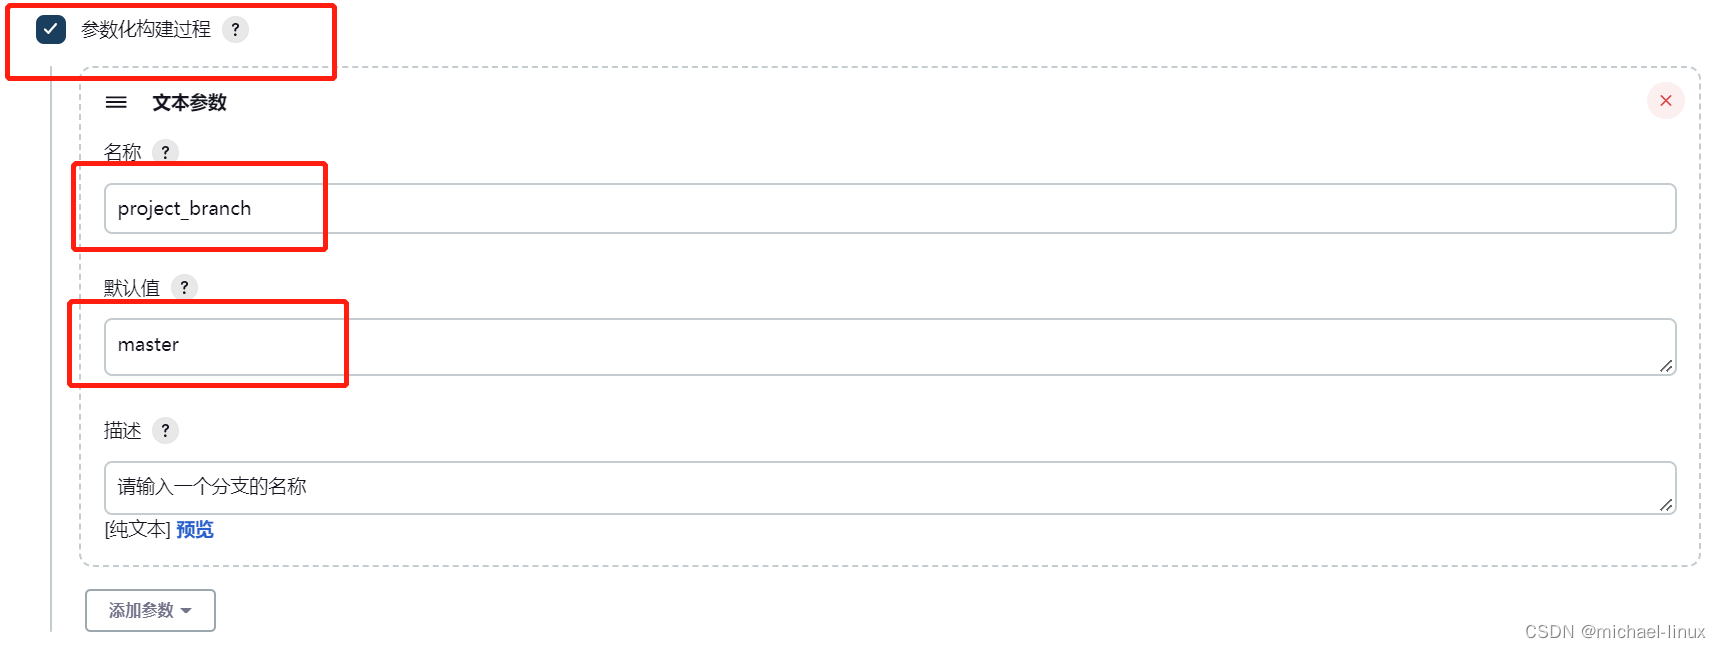 参数化构建过程 ?
文本参数
名称 ?
project_branch
默认值 ?
master
描述 ?
请输入一个分支的名称
[纯文本] 预览
添加参数
CSDN @michael-linux